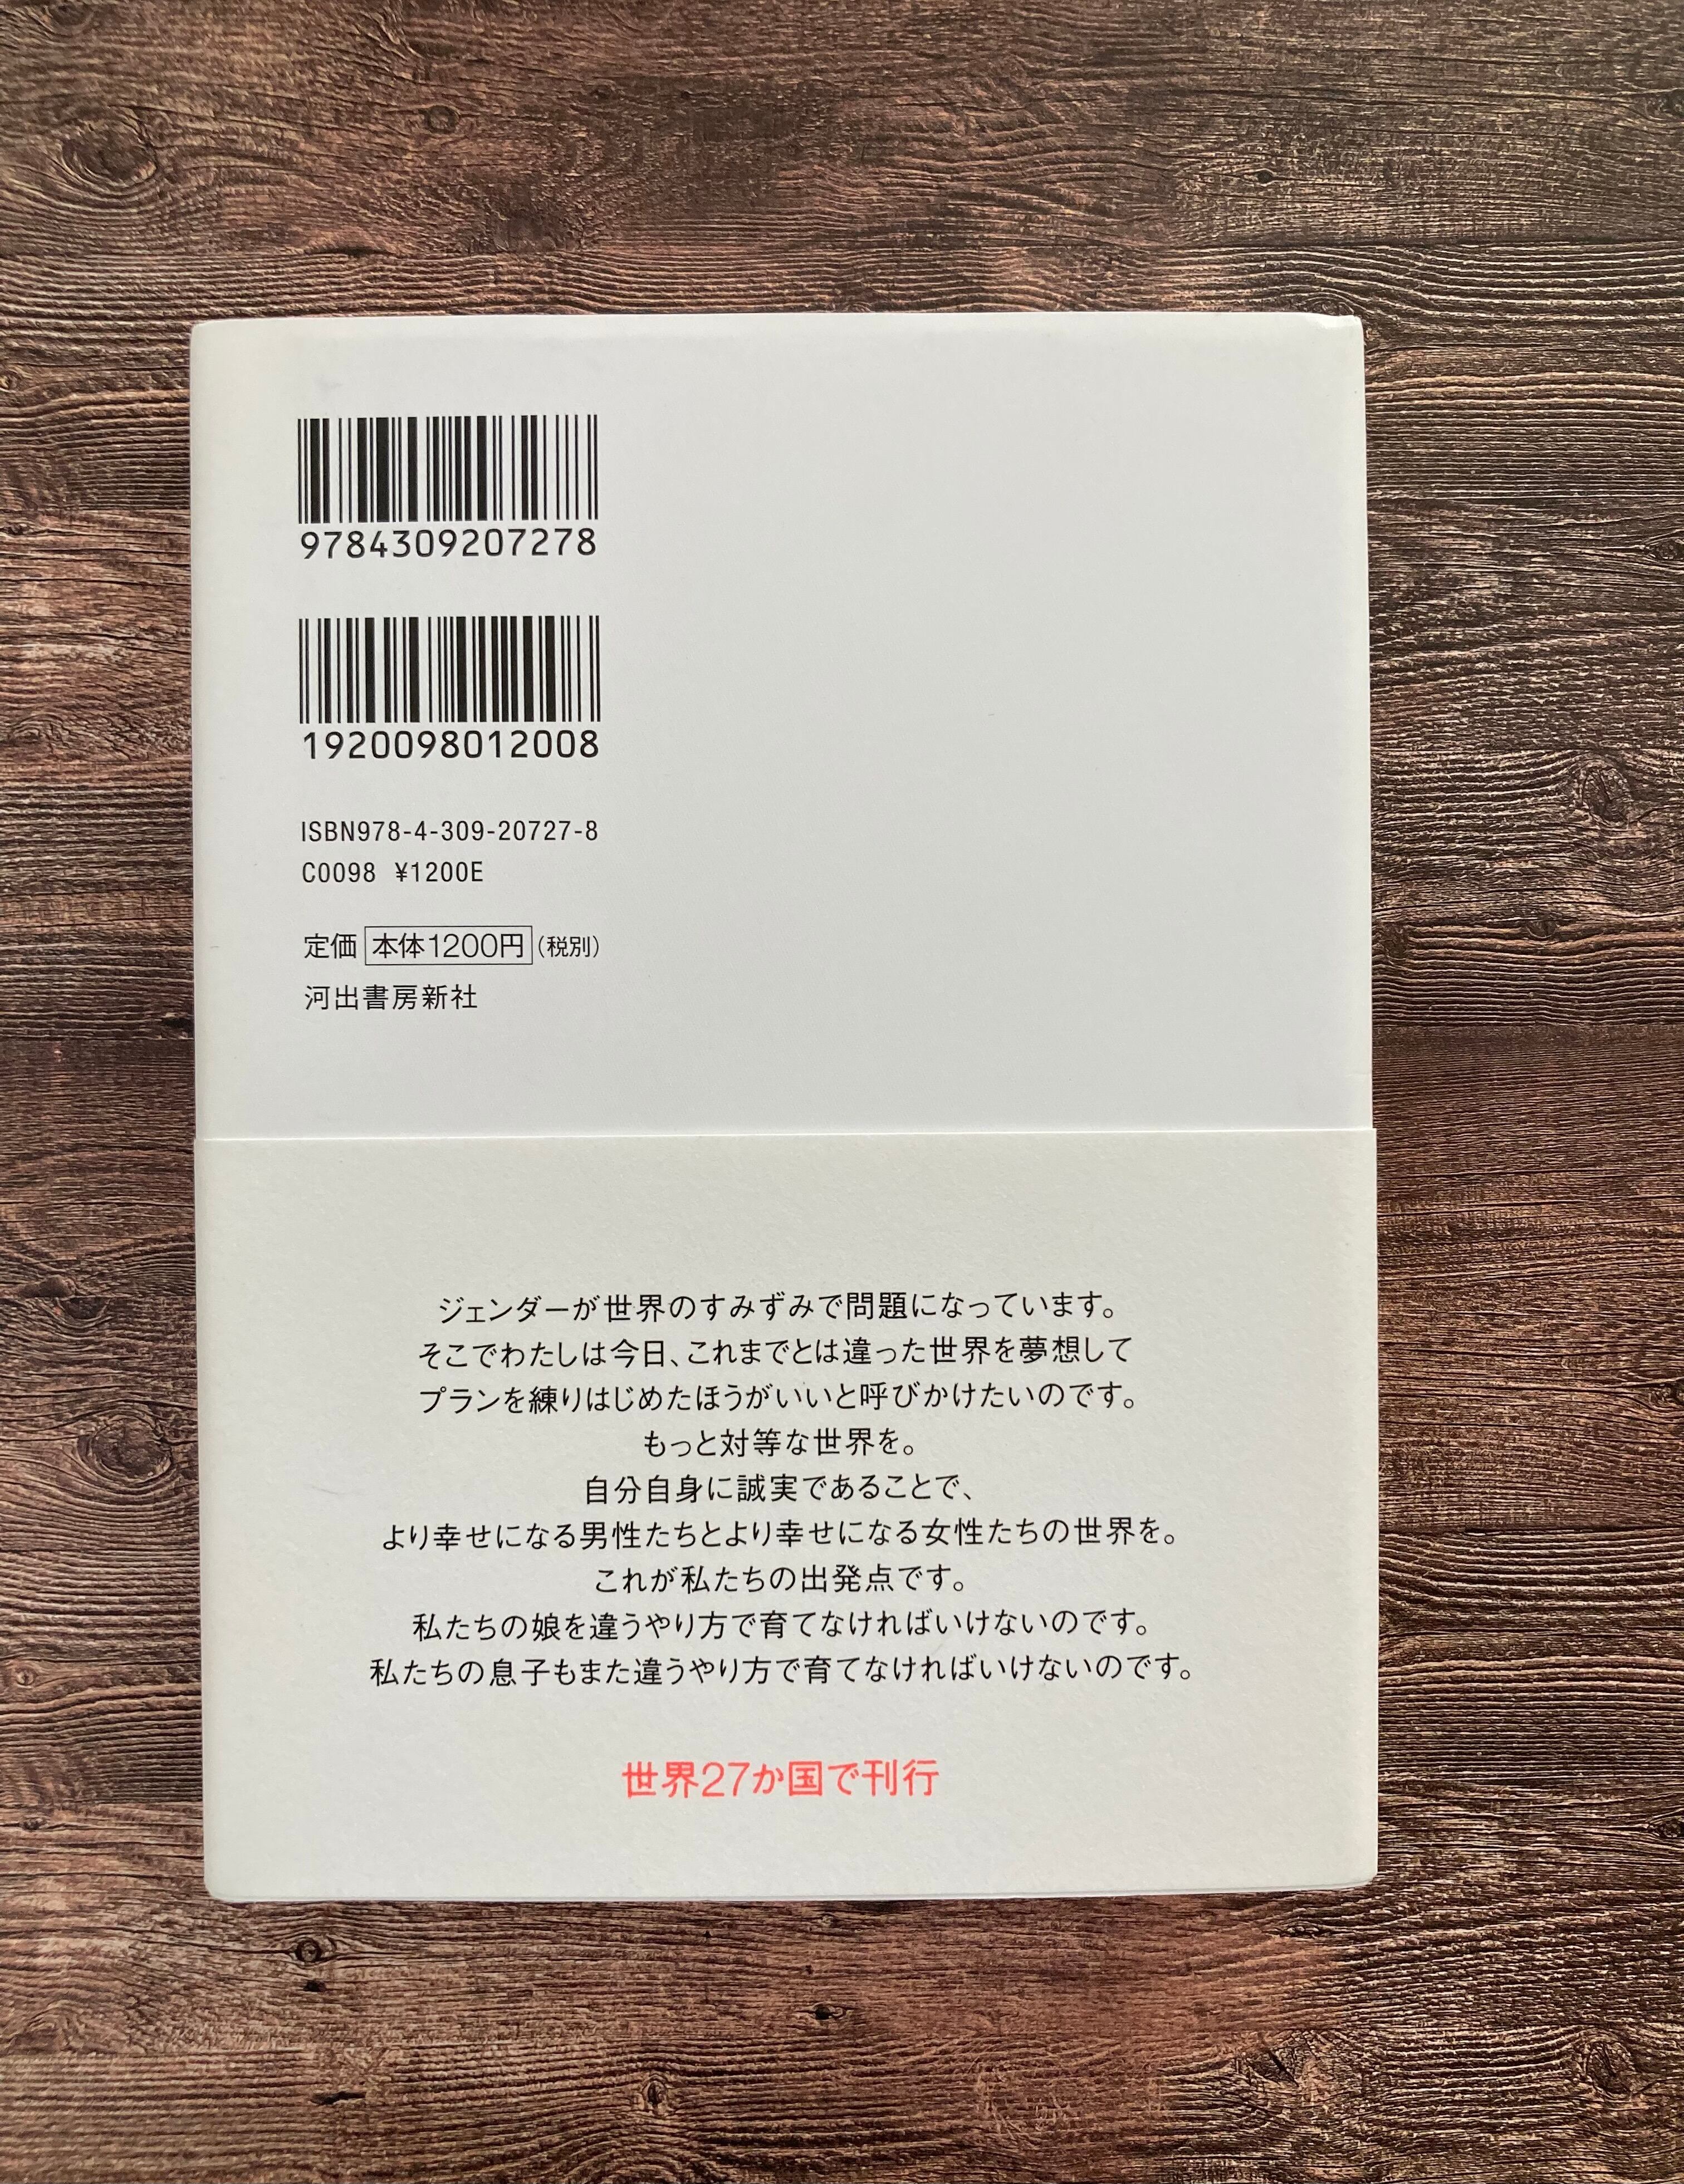 9784309207278
1920098012008
ISBN978-4-309-20727-8
C0098 ¥1200E
定価 本体1200円(税別)
河出書房新社
ジェンダーが世界のすみずみで問題になっています。
そこでわたしは今日、これまでとは違った世界を夢想して
プランを練りはじめたほうがいいと呼びかけたいのです。
もっと対等な世界を。
自分自身に誠実であることで、
より幸せになる男性たちとより幸せになる女性たちの世界を。
これが私たちの出発点です。
私たちの娘を違うやり方で育てなければいけないのです。
私たちの息子もまた違うやり方で育てなければいけないのです。
世界27か国で刊行